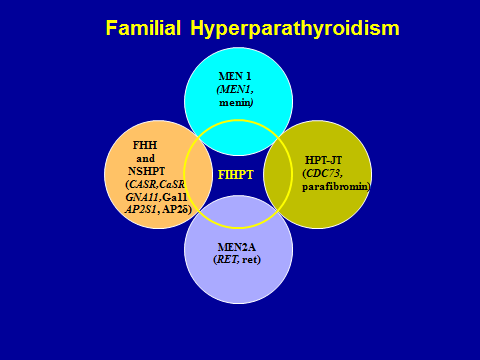 Familial Hyperparathyroidism
MEN 1
(MEN1,
menin)
FHH
and
NSHPT
(CASR,CaSR
GNA11,Gα11
AP2S1, AP2δ)
FIHPT
HPT-JT
(CDC73,
parafibromin)
MEN2A
(RET, ret)